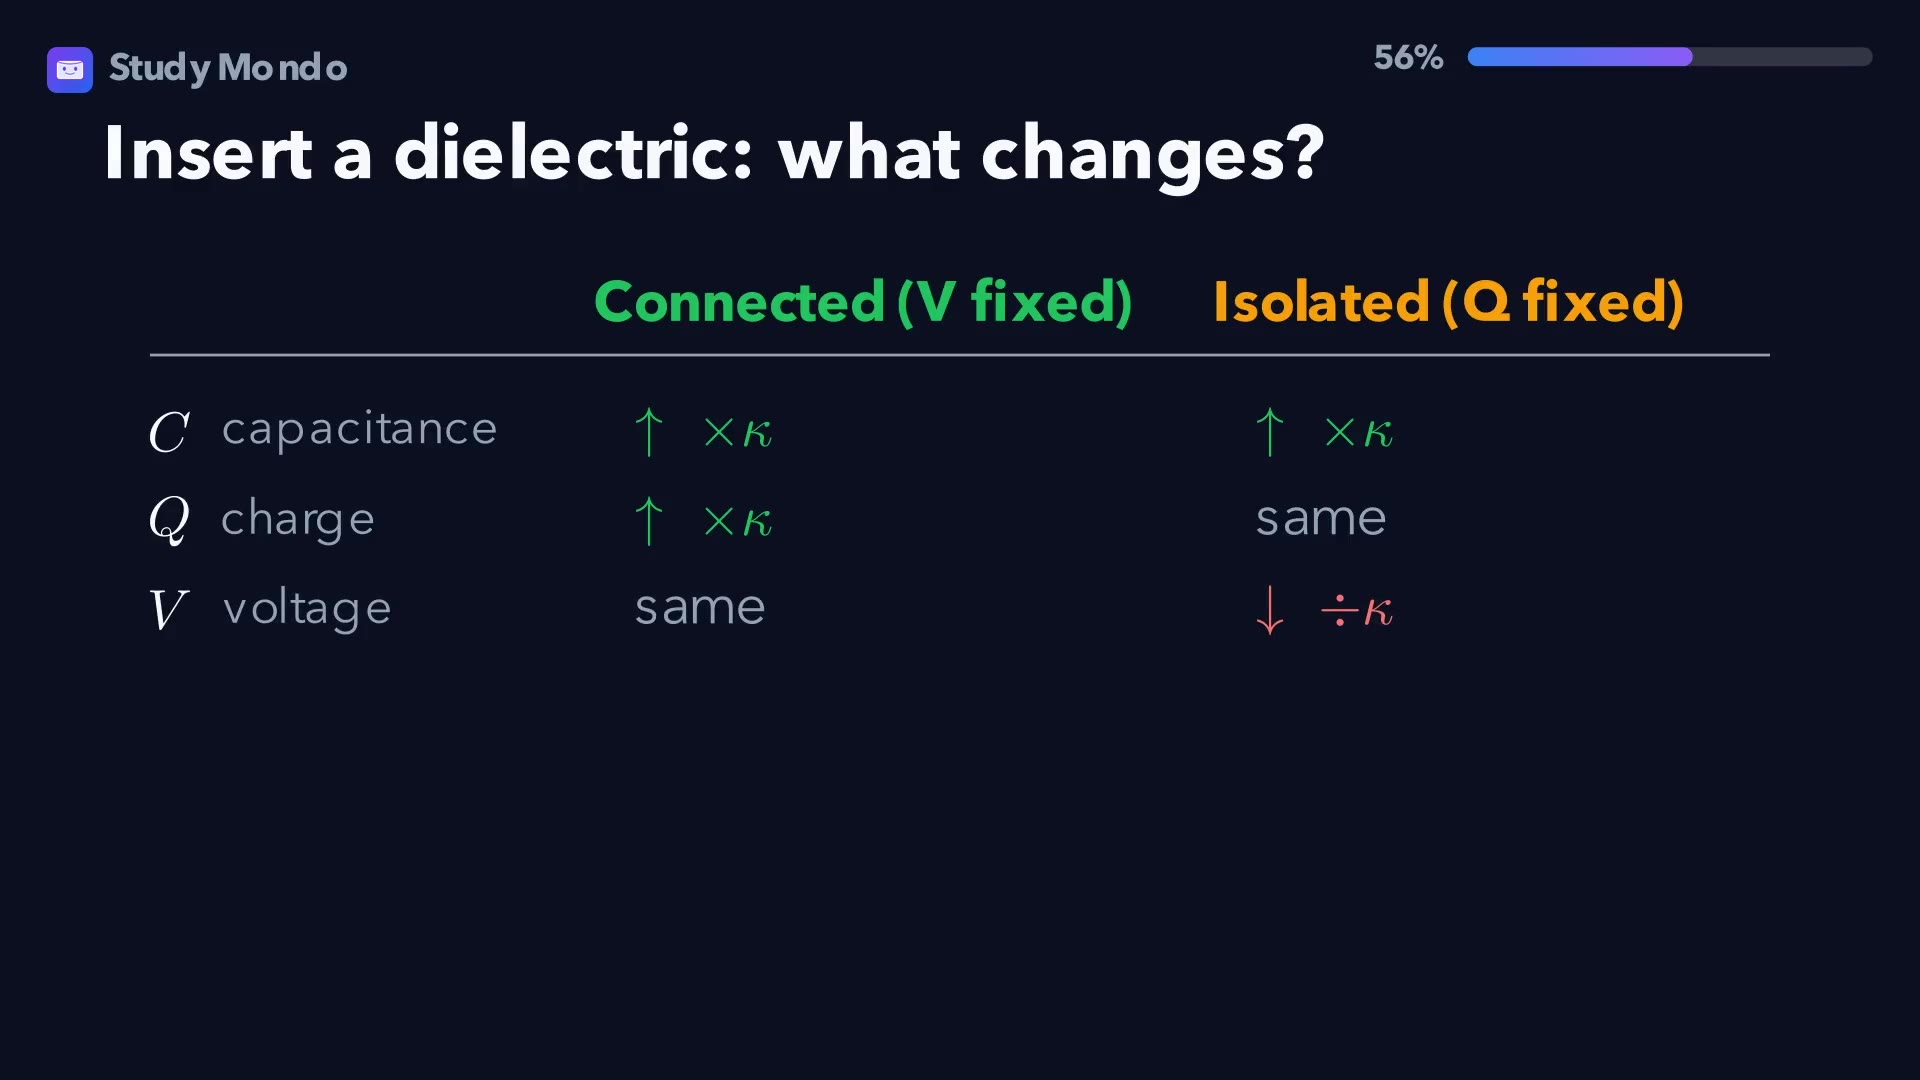 Study Mondo
56%
Insert a dielectric: what changes?
Connected (V fixed) Isolated (Q fixed)
C capacitance ↑ ×κ ↑ ×κ
Q charge ↑ ×κ same
V voltage same ↓ ÷κ